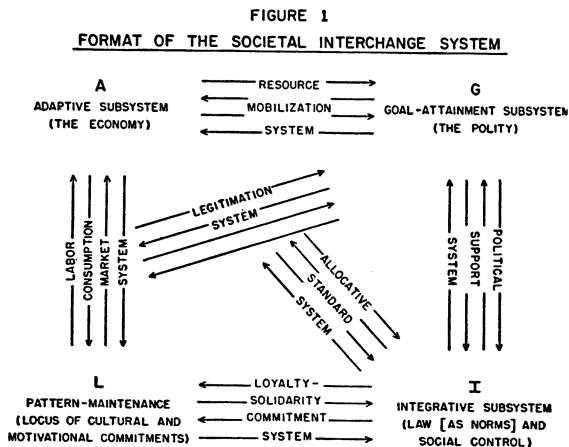 FIGURE 1
FORMAT OF THE SOCIETAL INTERCHANGE SYSTEM
A
ADAPTIVE SUBSYSTEM
(THE ECONOMY)
RESOURCE
MOBILIZATION
SYSTEM
G
GOAL-ATTAINMENT SUBSYSTEM
(THE POLITY)
LABOR
CONSUMPTION
MARKET
SYSTEM
LEGITIMATION
SYSTEM
ALLOCATIVE
STANDARD
SYSTEM
POLITICAL
SUPPORT
SYSTEM
L
PATTERN-MAINTENANCE
(LOCUS OF CULTURAL AND
MOTIVATIONAL COMMITMENTS)
LOYALTY-
SOLIDARITY
COMMITMENT
SYSTEM
I
INTEGRATIVE SUBSYSTEM
(LAW [AS NORMS] AND
SOCIAL CONTROL)